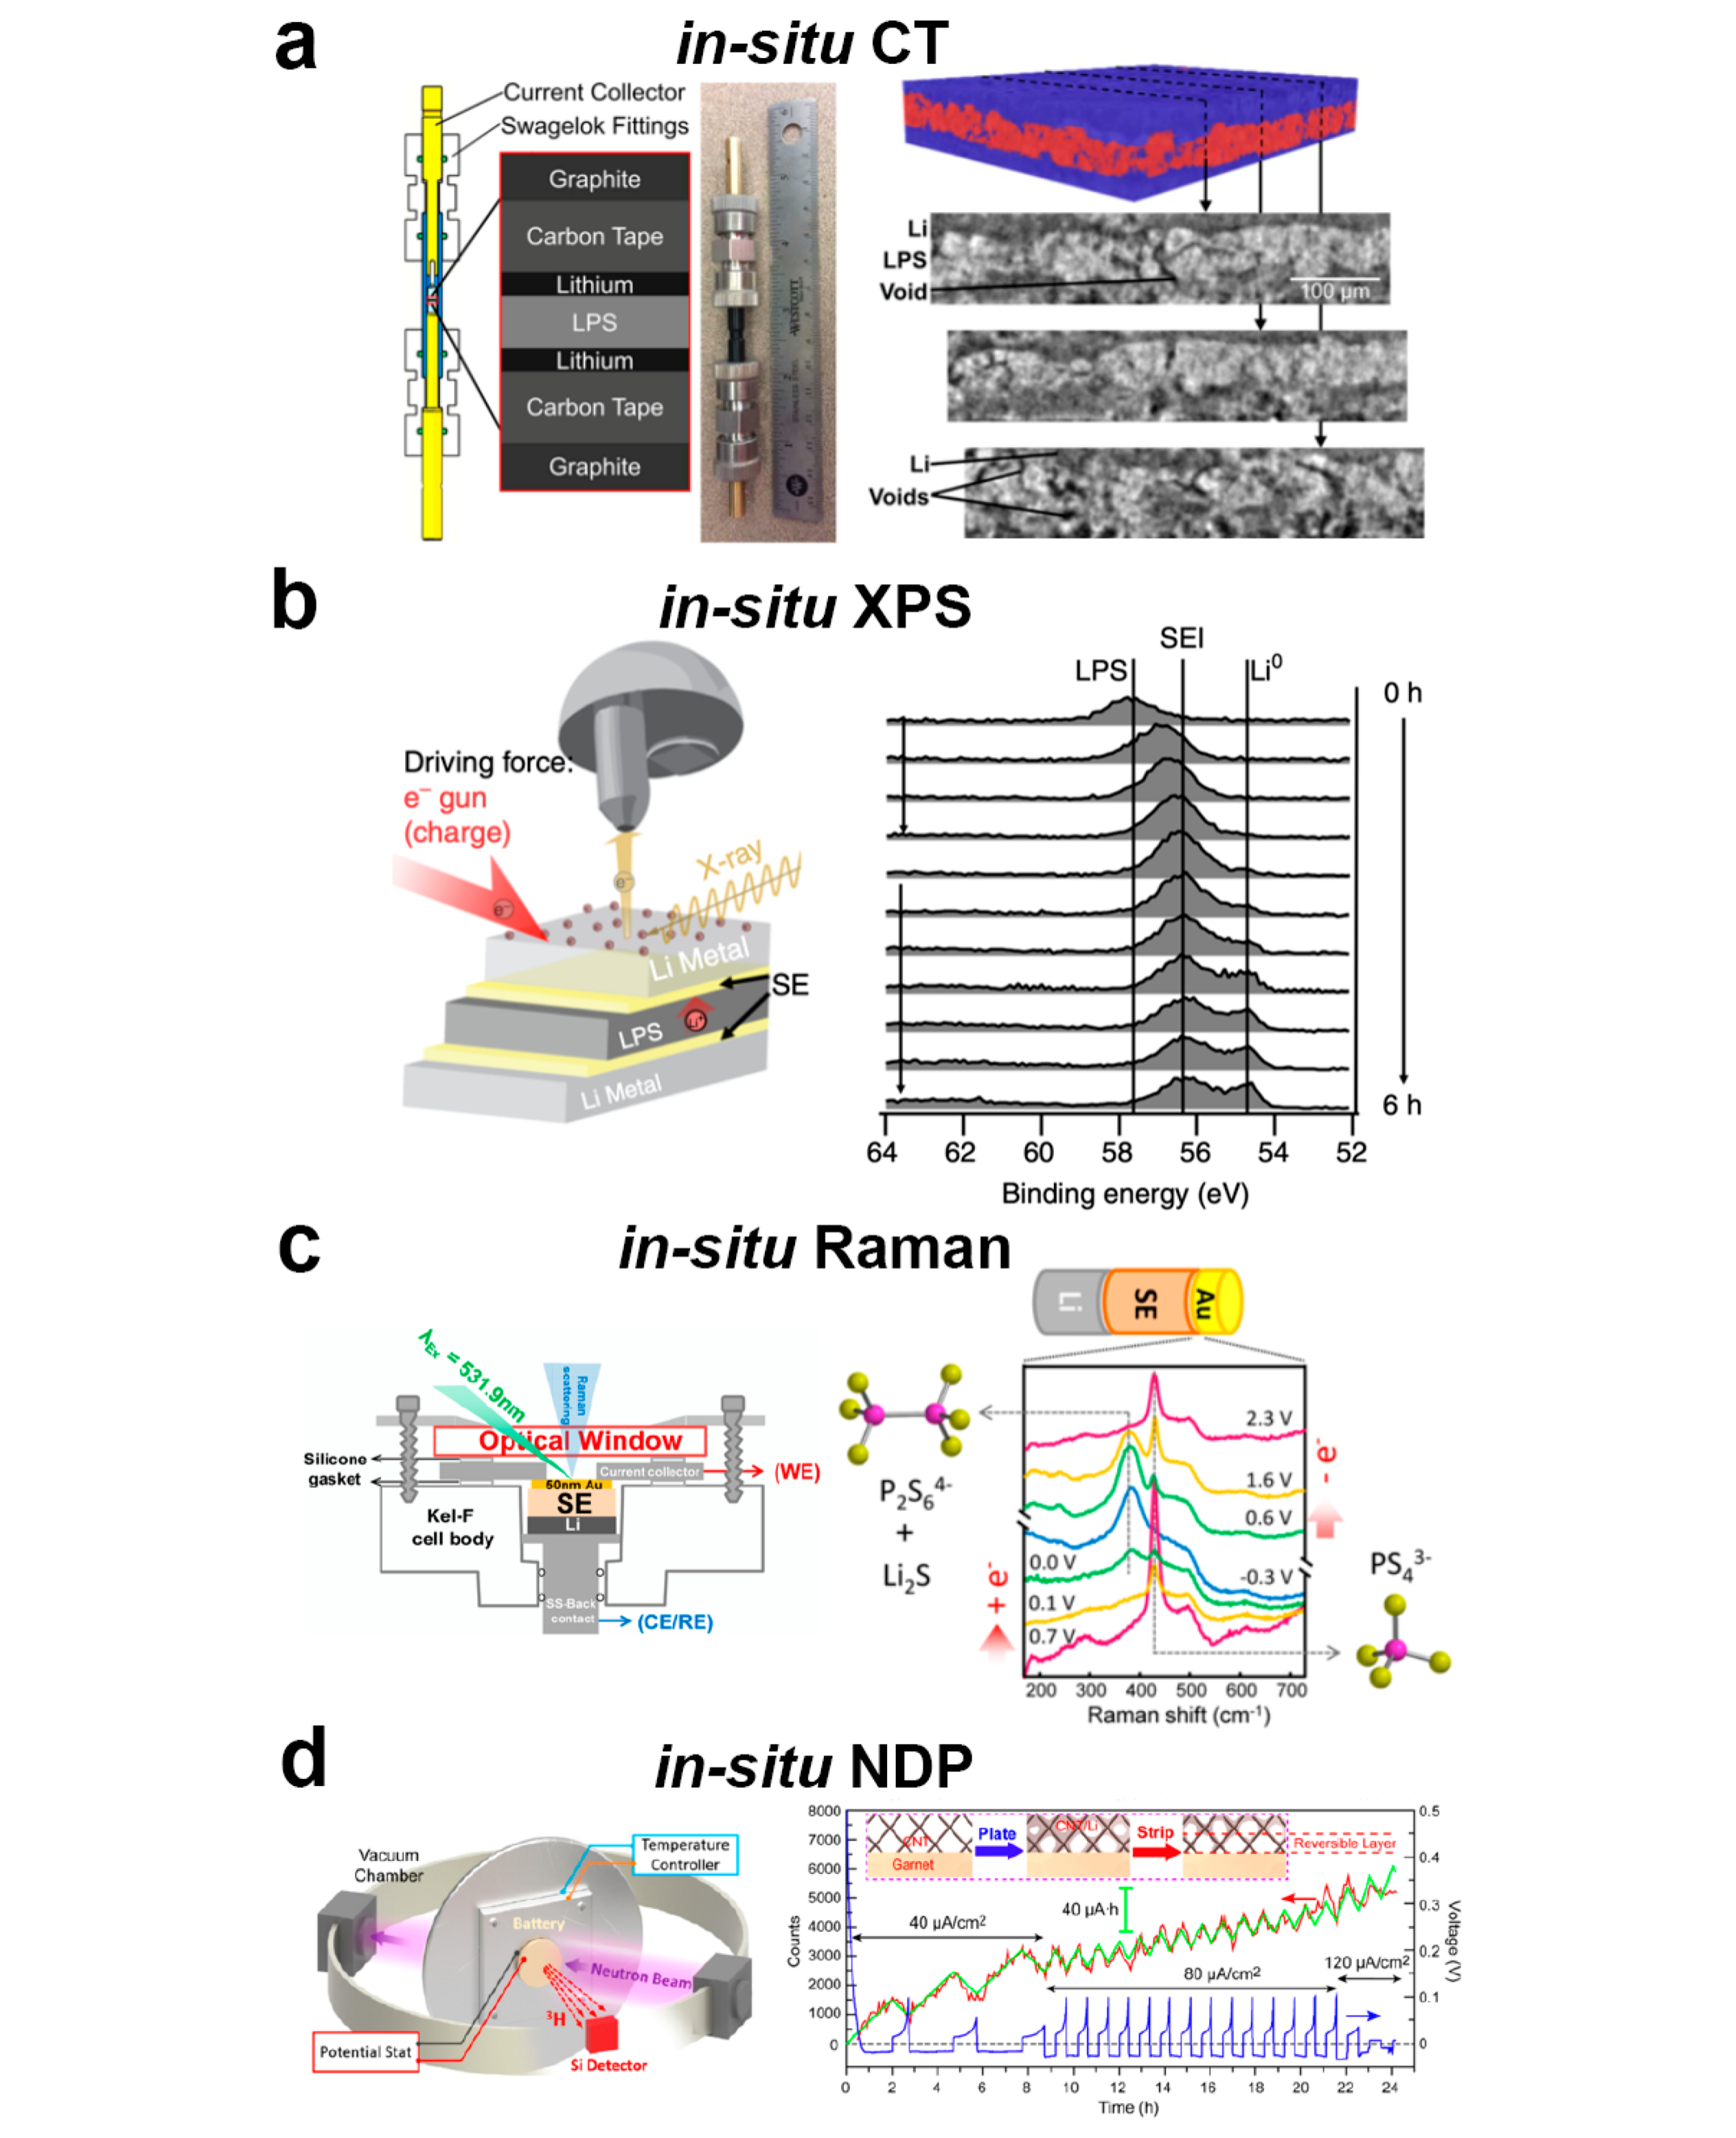 a
in-situ CT
Current Collector
Swagelok Fittings
Graphite
Carbon Tape
Lithium
LPS
Lithium
Carbon Tape
Graphite
WESTCOTT
6
5
4
3
2
1
Li
LPS
Void
100 µm
Li
Voids
b
in-situ XPS
Driving force:
e⁻ gun
(charge)
e⁻
e⁻
X-ray
Li Metal
SE
LPS
Li⁺
Li Metal
SEI
LPS
Li⁰
0 h
6 h
64 62 60 58 56 54 52
Binding energy (eV)
c
in-situ Raman
λEx = 531.9nm
Raman scattering
Optical Window
Silicone
gasket
Current collector
(WE)
50nm Au
SE
Li
Kel-F
cell body
SS-Back
contact
(CE/RE)
Li SE Au
P₂S₆⁴⁻
+
Li₂S
2.3 V
1.6 V
0.6 V
0.0 V
-0.3 V
0.1 V
0.7 V
+ e⁻
- e⁻
PS₄³⁻
200 300 400 500 600 700
Raman shift (cm⁻¹)
d
in-situ NDP
Vacuum
Chamber
Temperature
Controller
Battery
Neutron Beam
³H
Si Detector
Potential Stat
8000
7000
6000
5000
4000
3000
2000
1000
0
Counts
CNT
Garnet
Plate
CNT/Li
Strip
Reversible Layer
40 µA·h
40 µA/cm²
80 µA/cm²
120 µA/cm²
0.5
0.4
0.3
0.2
0.1
0
Voltage (V)
0 2 4 6 8 10 12 14 16 18 20 22 24
Time (h)